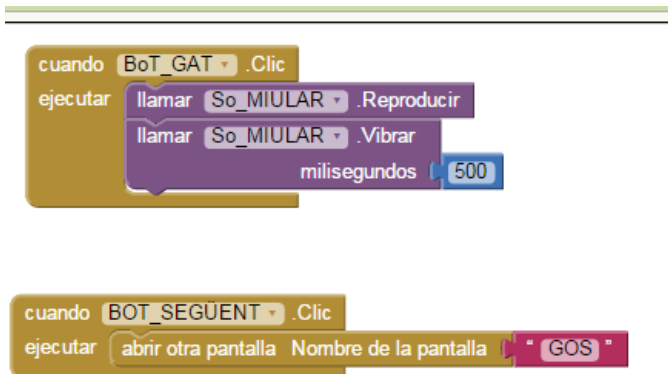 cuando BoT_GAT .Clic
ejecutar llamar So_MIULAR .Reproducir
llamar So_MIULAR .Vibrar
milisegundos 500
cuando BOT_SEGÜENT .Clic
ejecutar abrir otra pantalla Nombre de la pantalla " GOS "